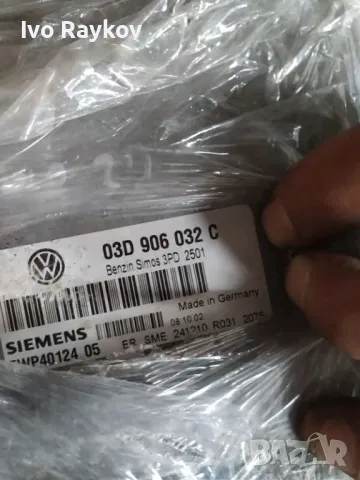 Ivo Raykov
03D 906 032 C
Benzin Simos 3PD 2501
Made in Germany
SIEMENS
08.10.02
5WP40124 05
ER SME 241210 R031 2075
bazar